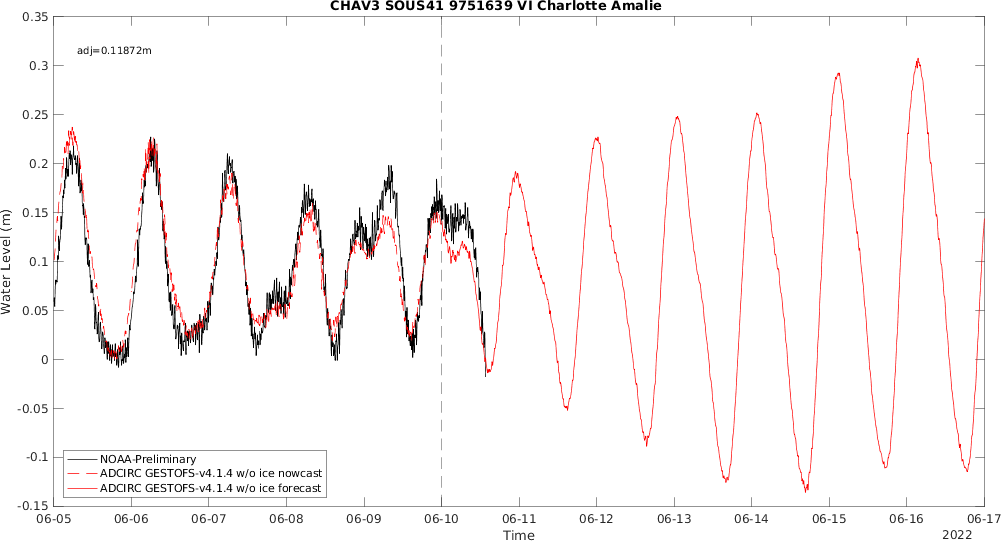 CHAV3 SOUS41 9751639 VI Charlotte Amalie
adj=0.11872m
0.35
0.3
0.25
0.2
0.15
0.1
0.05
0
-0.05
-0.1
-0.15
Water Level (m)
NOAA-Preliminary
ADCIRC GESTOFS-v4.1.4 w/o ice nowcast
ADCIRC GESTOFS-v4.1.4 w/o ice forecast
06-05 06-06 06-07 06-08 06-09 06-10 06-11 06-12 06-13 06-14 06-15 06-16 06-17
Time
2022